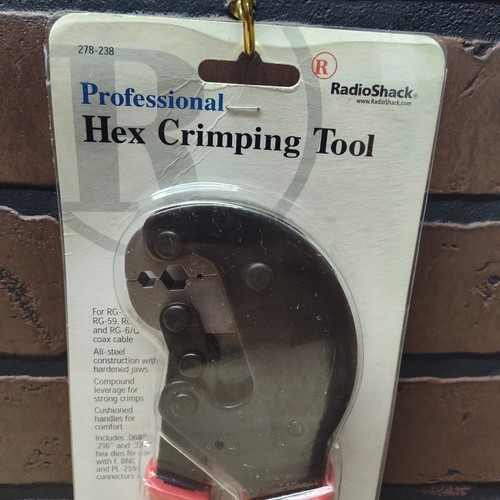 278-238
R
RadioShack®
www.RadioShack.com
Professional
Hex Crimping Tool
For RG-
RG-59,
and RG-6/Q
coax cable
All-steel
construction with
hardened jaws
Compound
leverage for
strong crimps
Cushioned
handles for
comfort
Includes .068"
.216" and
hex dies for use
with F, BNC
and PL-259
connectors